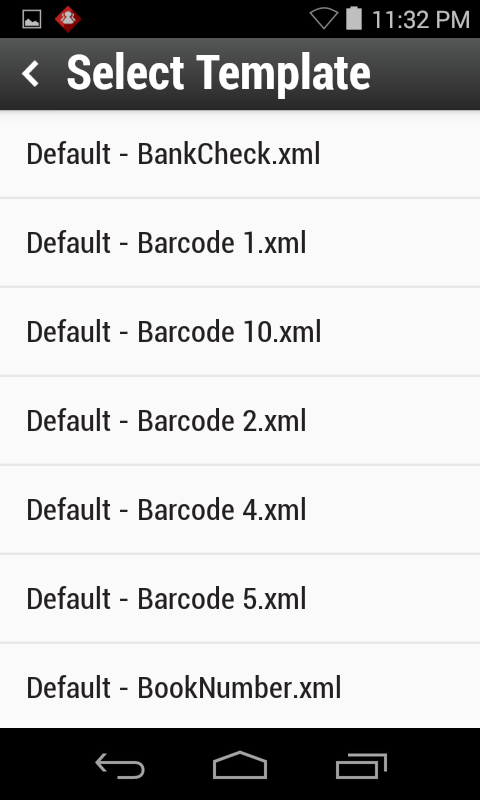 11:32 PM
Select Template
Default - BankCheck.xml
Default - Barcode 1.xml
Default - Barcode 10.xml
Default - Barcode 2.xml
Default - Barcode 4.xml
Default - Barcode 5.xml
Default - BookNumber.xml